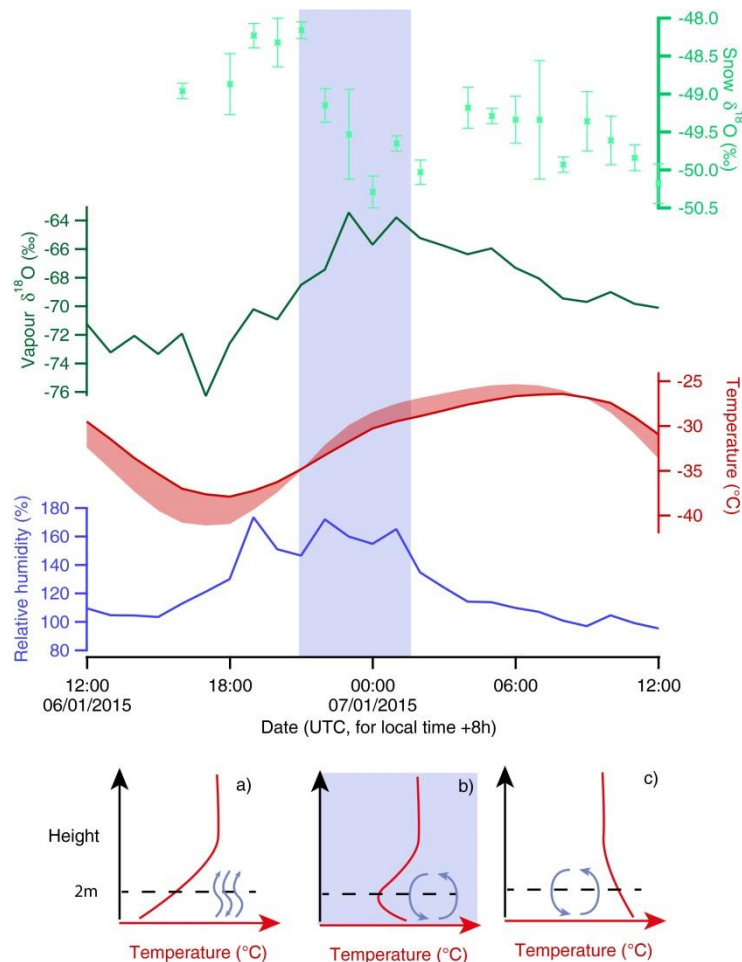 -48.0
-48.5
-49.0
-49.5
-50.0
-50.5
Snow δ¹⁸O (‰)
-64
-66
-68
-70
-72
-74
-76
Vapour δ¹⁸O (‰)
-25
-30
-35
-40
Temperature (°C)
180
160
140
120
100
80
Relative humidity (%)
12:00 18:00 00:00 06:00 12:00
06/01/2015 07/01/2015
Date (UTC, for local time +8h)
a) b) c)
Height
2m
Temperature (°C) Temperature (°C) Temperature (°C)